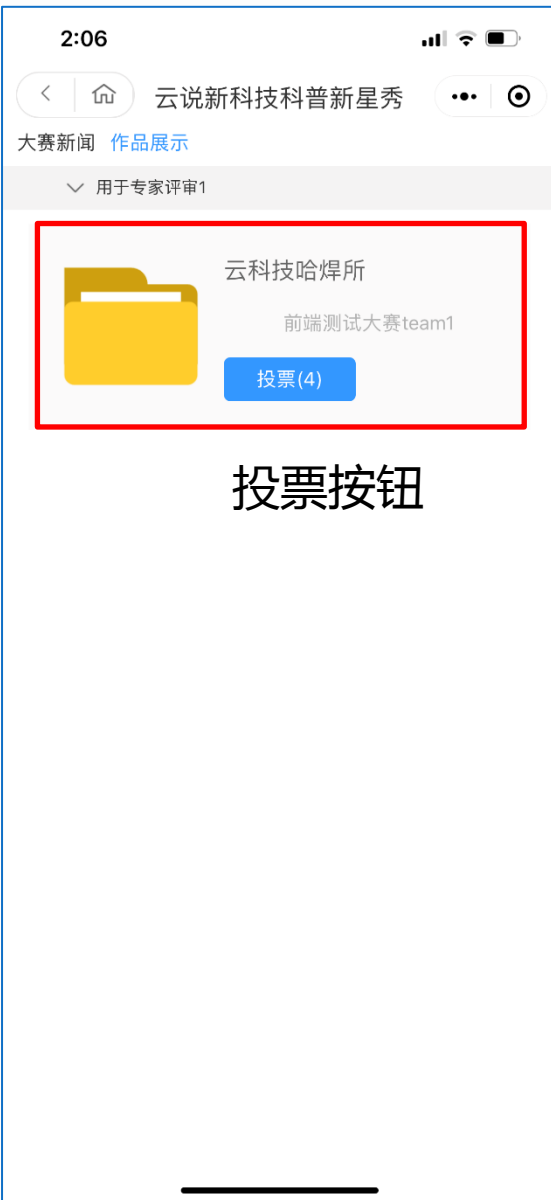 2:06
云说新科技科普新星秀
大赛新闻 作品展示
用于专家评审1
云科技哈焊所
前端测试大赛team1
投票(4)
投票按钮